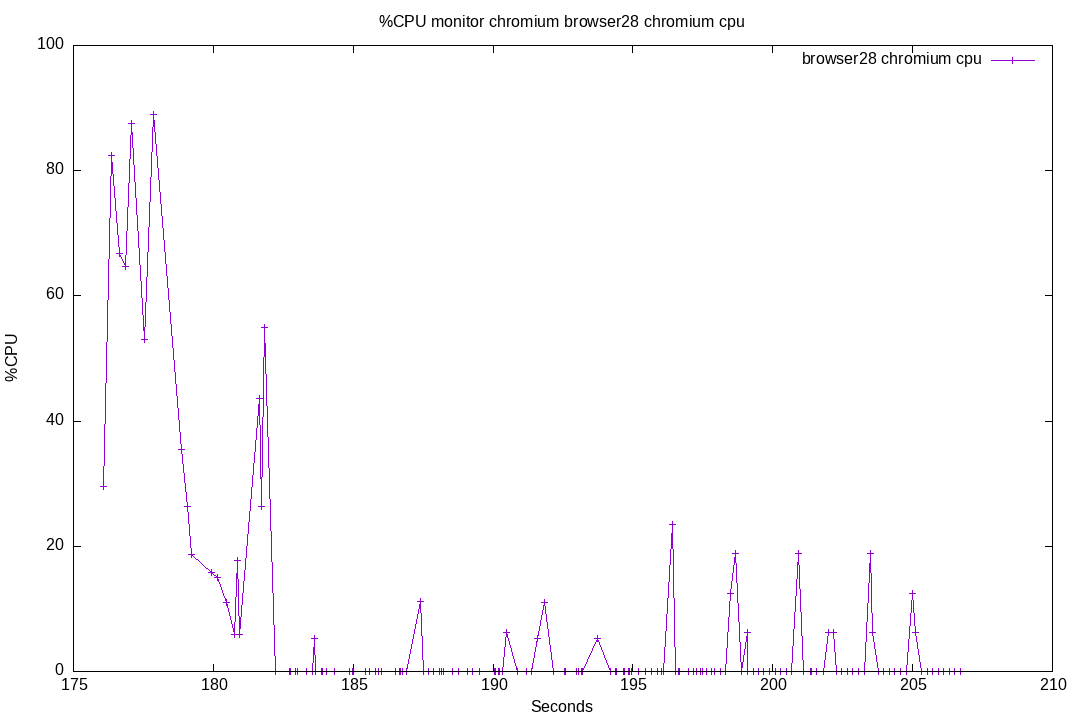 %CPU monitor chromium browser28 chromium cpu
browser28 chromium cpu
100
80
60
40
20
0
%CPU
175 180 185 190 195 200 205 210
Seconds